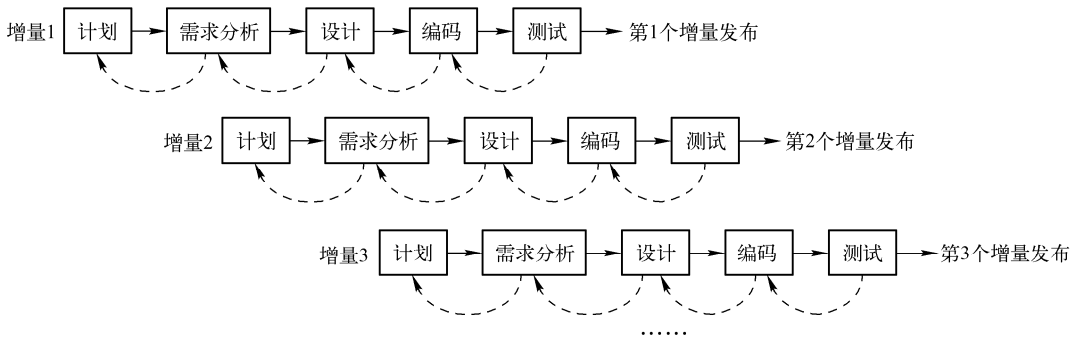 增量1 计划 需求分析 设计 编码 测试 第1个增量发布
增量2 计划 需求分析 设计 编码 测试 第2个增量发布
增量3 计划 需求分析 设计 编码 测试 第3个增量发布
……